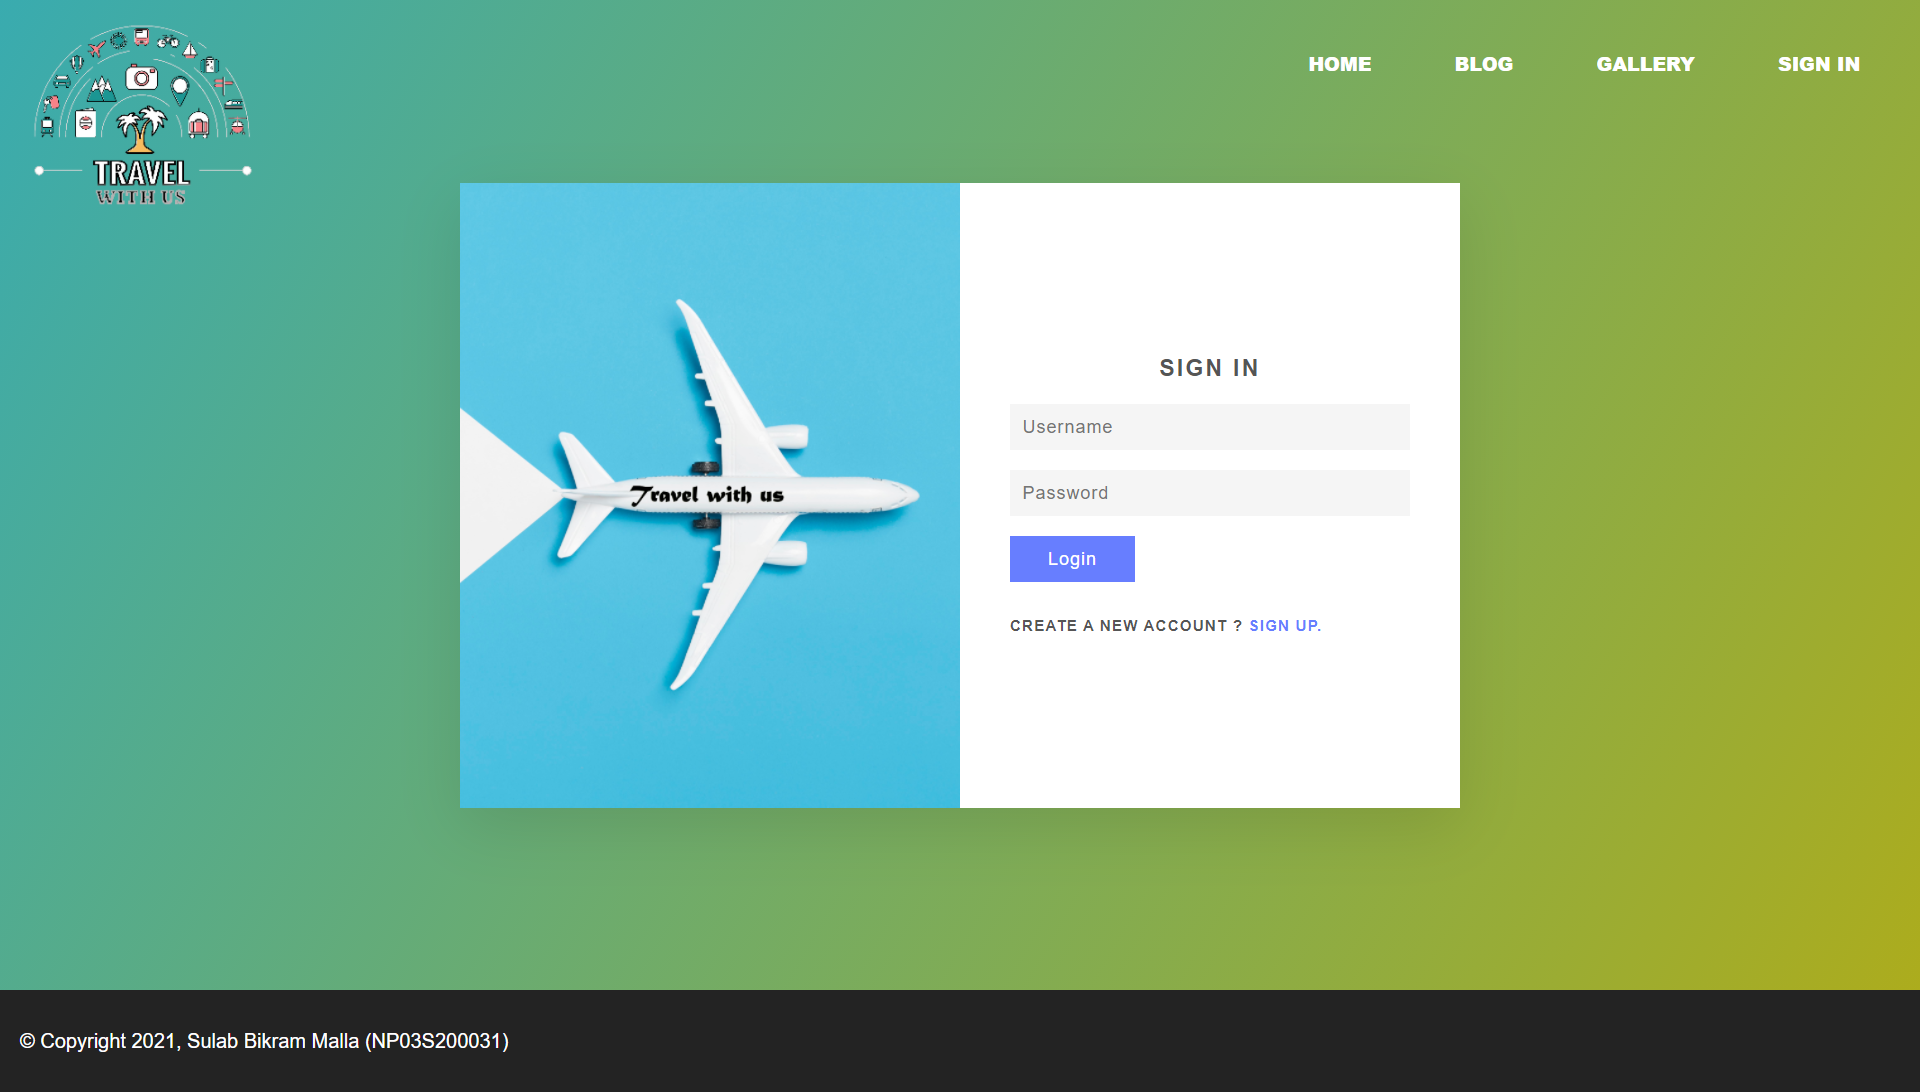 TRAVEL
WITH US
HOME
BLOG
GALLERY
SIGN IN
Travel with us
SIGN IN
Username
Password
Login
CREATE A NEW ACCOUNT ? SIGN UP.
© Copyright 2021, Sulab Bikram Malla (NP03S200031)